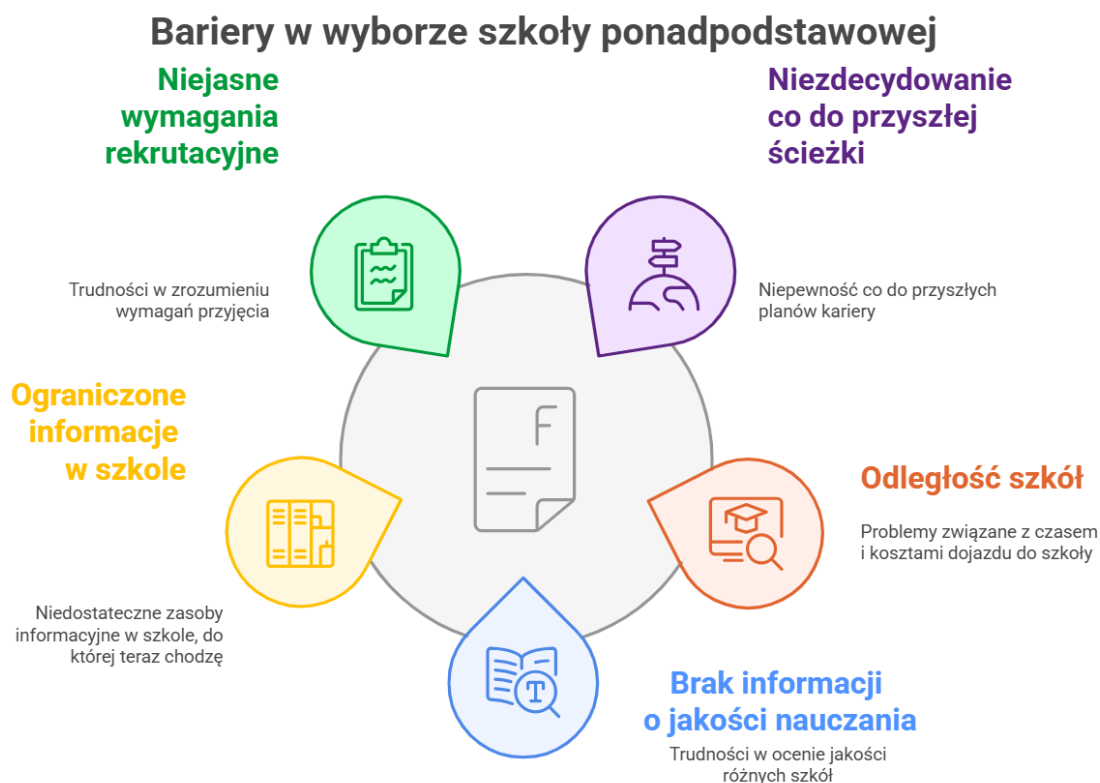 Bariery w wyborze szkoły ponadpodstawowej
Niejasne
wymagania
rekrutacyjne
Trudności w zrozumieniu
wymagań przyjęcia
Niezdecydowanie
co do przyszłej
ścieżki
Niepewność co do przyszłych
planów kariery
Ograniczone
informacje
w szkole
Niedostateczne zasoby
informacyjne w szkole, do
której teraz chodzę
F
Odległość szkół
Problemy związane z czasem
i kosztami dojazdu do szkoły
T
Brak informacji
o jakości nauczania
Trudności w ocenie jakości
różnych szkół